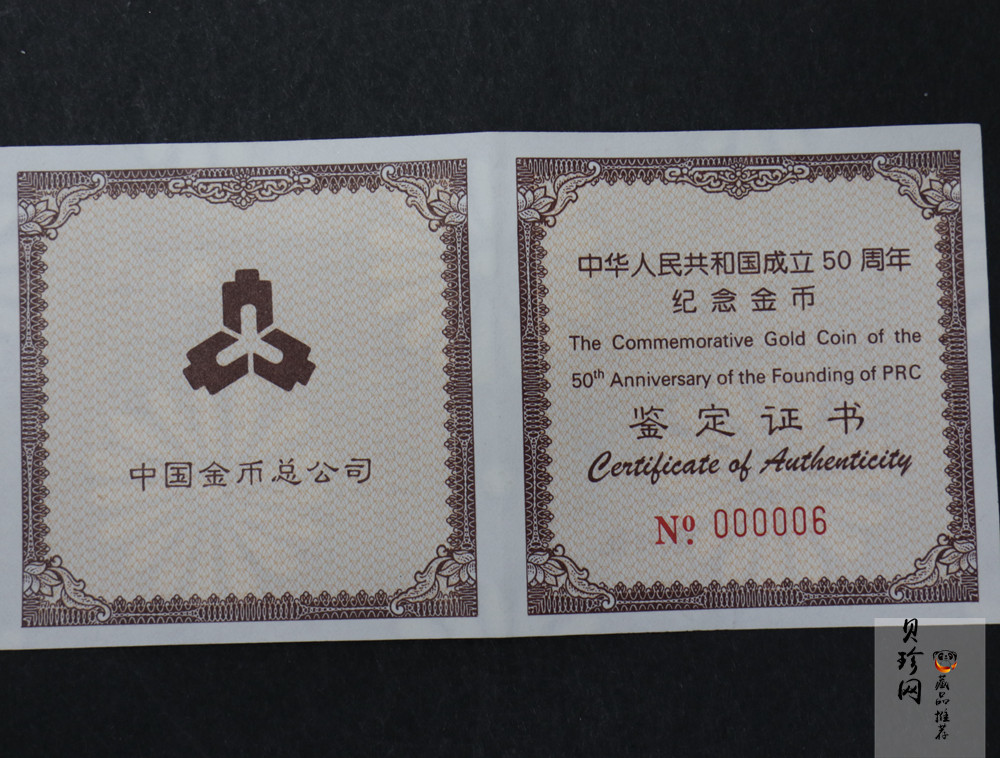 中国金币总公司
中华人民共和国成立 50 周年
纪念金币
The Commemorative Gold Coin of the
50th Anniversary of the Founding of PRC
鉴定证书
Certificate of Authenticity
№ 000006
贝珍网
藏品推荐